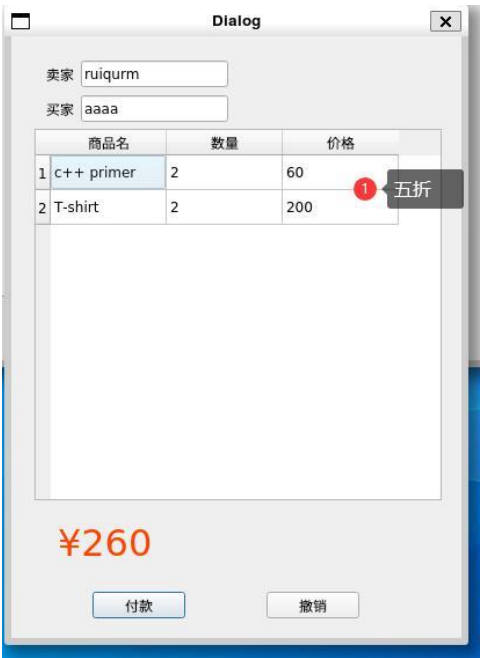 Dialog
卖家 ruiqurm
买家 aaaa
商品名 数量 价格
1 c++ primer 2 60
1 五折
2 T-shirt 2 200
¥260
付款 撤销